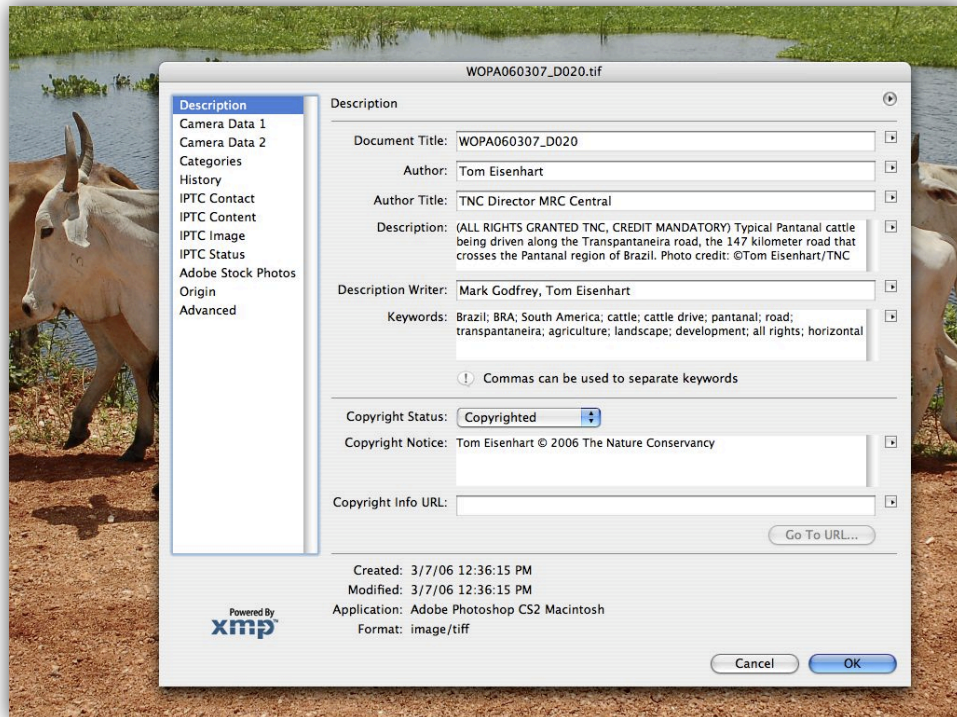 WOPA060307_D020.tif
Description
Camera Data 1
Camera Data 2
Categories
History
IPTC Contact
IPTC Content
IPTC Image
IPTC Status
Adobe Stock Photos
Origin
Advanced
Description
Document Title: WOPA060307_D020
Author: Tom Eisenhart
Author Title: TNC Director MRC Central
Description: (ALL RIGHTS GRANTED TNC, CREDIT MANDATORY) Typical Pantanal cattle
being driven along the Transpantaneira road, the 147 kilometer road that
crosses the Pantanal region of Brazil. Photo credit: ©Tom Eisenhart/TNC
Description Writer: Mark Godfrey, Tom Eisenhart
Keywords: Brazil; BRA; South America; cattle; cattle drive; pantanal; road;
transpantaneira; agriculture; landscape; development; all rights; horizontal
! Commas can be used to separate keywords
Copyright Status: Copyrighted
Copyright Notice: Tom Eisenhart © 2006 The Nature Conservancy
Copyright Info URL:
Go To URL...
Created: 3/7/06 12:36:15 PM
Modified: 3/7/06 12:36:15 PM
Application: Adobe Photoshop CS2 Macintosh
Format: image/tiff
Powered By
xmp™
Cancel
OK